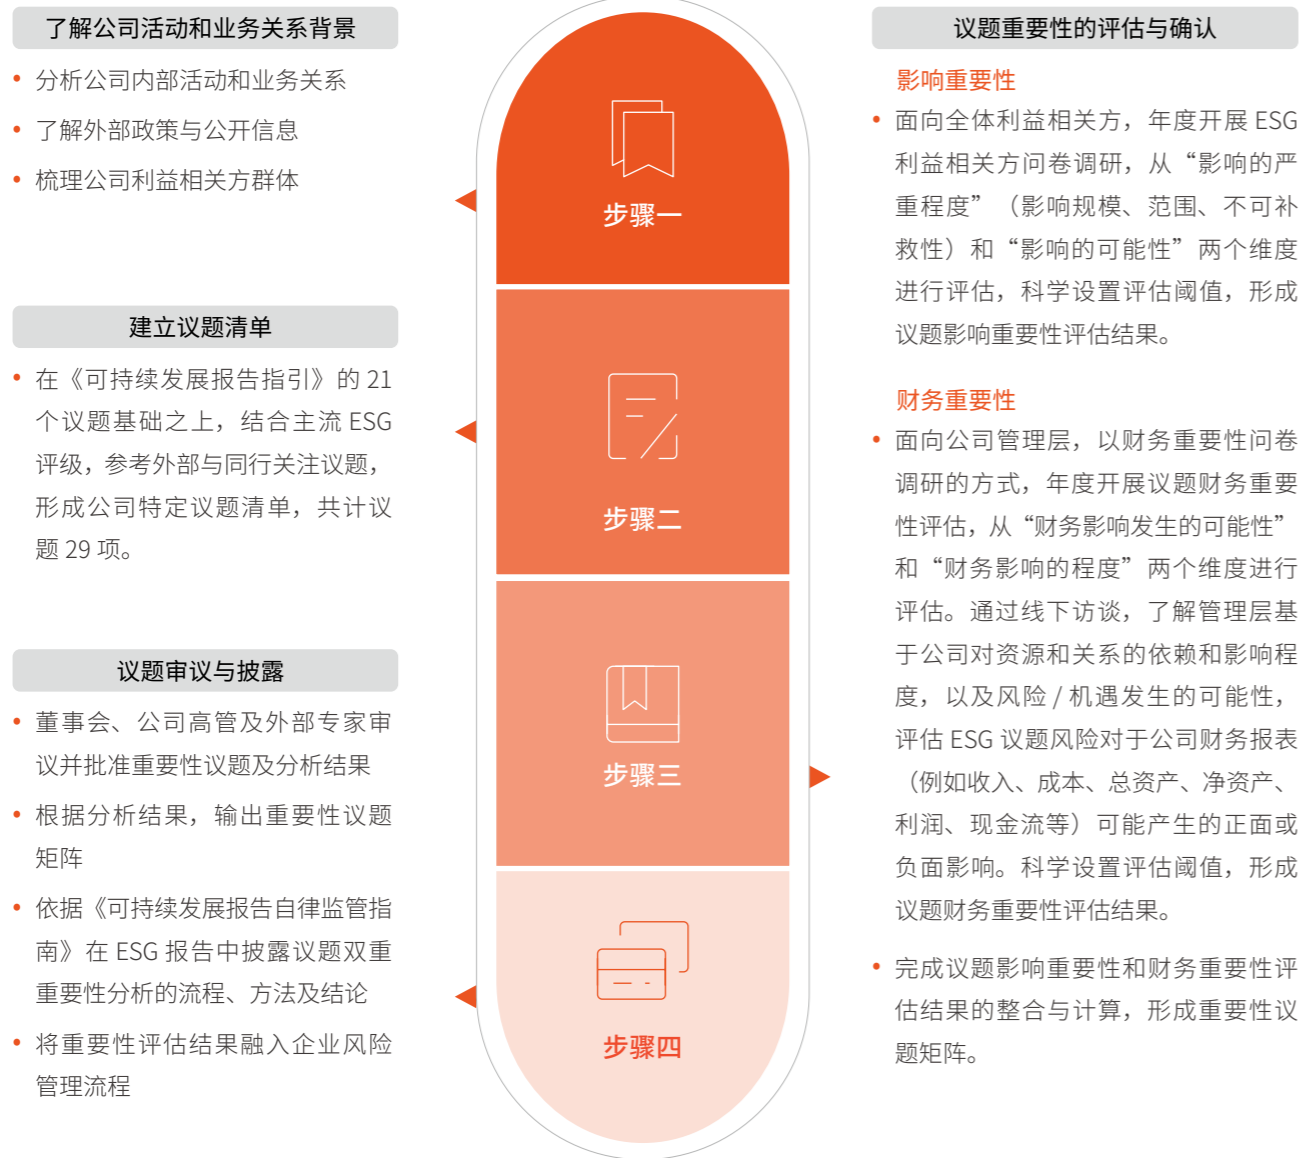 了解公司活动和业务关系背景
• 分析公司内部活动和业务关系
• 了解外部政策与公开信息
• 梳理公司利益相关方群体
步骤一
建立议题清单
• 在《可持续发展报告指引》的 21
个议题基础之上，结合主流 ESG
评级，参考外部与同行关注议题，
形成公司特定议题清单，共计议
题 29 项。
步骤二
议题重要性的评估与确认
影响重要性
• 面向全体利益相关方，年度开展 ESG
利益相关方问卷调研，从“影响的严
重程度”（影响规模、范围、不可补
救性）和“影响的可能性”两个维度
进行评估，科学设置评估阈值，形成
议题影响重要性评估结果。
财务重要性
• 面向公司管理层，以财务重要性问卷
调研的方式，年度开展议题财务重要
性评估，从“财务影响发生的可能性”
和“财务影响的程度”两个维度进行
评估。通过线下访谈，了解管理层基
于公司对资源和关系的依赖和影响程
度，以及风险 / 机遇发生的可能性，
评估 ESG 议题风险对于公司财务报表
（例如收入、成本、总资产、净资产、
利润、现金流等）可能产生的正面或
负面影响。科学设置评估阈值，形成
议题财务重要性评估结果。
• 完成议题影响重要性和财务重要性评
估结果的整合与计算，形成重要性议
题矩阵。
步骤三
议题审议与披露
• 董事会、公司高管及外部专家审
议并批准重要性议题及分析结果
• 根据分析结果，输出重要性议题
矩阵
• 依据《可持续发展报告自律监管指
南》在 ESG 报告中披露议题双重
重要性分析的流程、方法及结论
• 将重要性评估结果融入企业风险
管理流程
步骤四